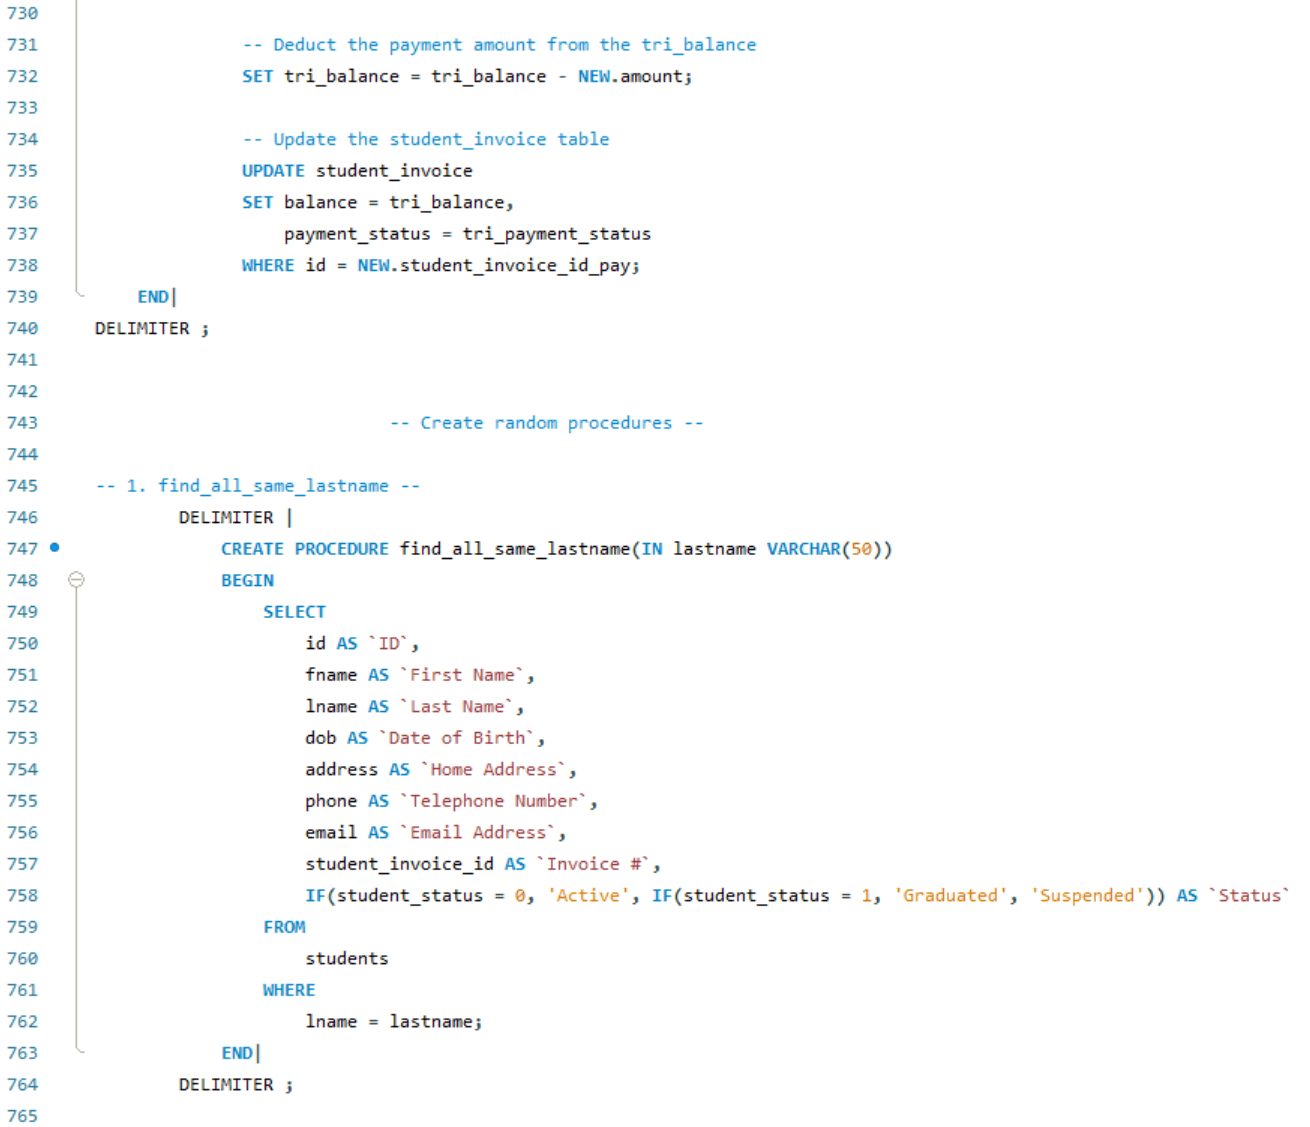 730
731 -- Deduct the payment amount from the tri_balance
732 SET tri_balance = tri_balance - NEW.amount;
733
734 -- Update the student_invoice table
735 UPDATE student_invoice
736 SET balance = tri_balance,
737 payment_status = tri_payment_status
738 WHERE id = NEW.student_invoice_id_pay;
739 END|
740 DELIMITER ;
741
742
743 -- Create random procedures --
744
745 -- 1. find_all_same_lastname --
746 DELIMITER |
747 CREATE PROCEDURE find_all_same_lastname(IN lastname VARCHAR(50))
748 BEGIN
749 SELECT
750 id AS `ID`,
751 fname AS `First Name`,
752 lname AS `Last Name`,
753 dob AS `Date of Birth`,
754 address AS `Home Address`,
755 phone AS `Telephone Number`,
756 email AS `Email Address`,
757 student_invoice_id AS `Invoice #`,
758 IF(student_status = 0, 'Active', IF(student_status = 1, 'Graduated', 'Suspended')) AS `Status`
759 FROM
760 students
761 WHERE
762 lname = lastname;
763 END|
764 DELIMITER ;
765